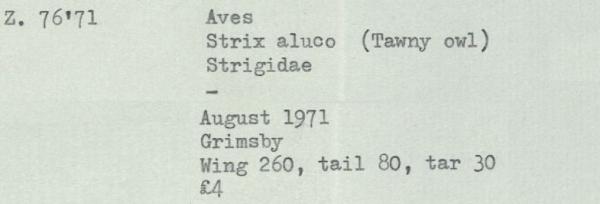 Z. 76'71 Aves
Strix aluco (Tawny owl)
Strigidae
-
August 1971
Grimsby
Wing 260, tail 80, tar 30
£4